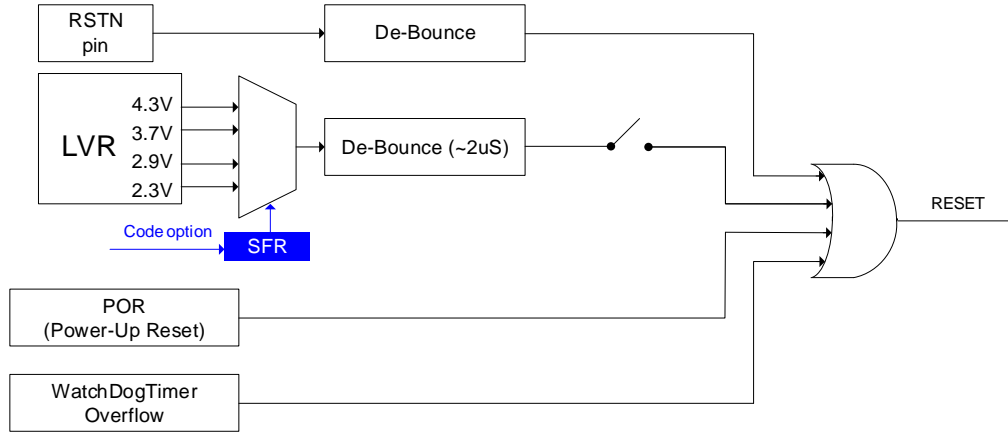 RSTN
pin
De-Bounce
LVR
4.3V
3.7V
2.9V
2.3V
De-Bounce (~2uS)
Code option
SFR
RESET
POR
(Power-Up Reset)
WatchDogTimer
Overflow